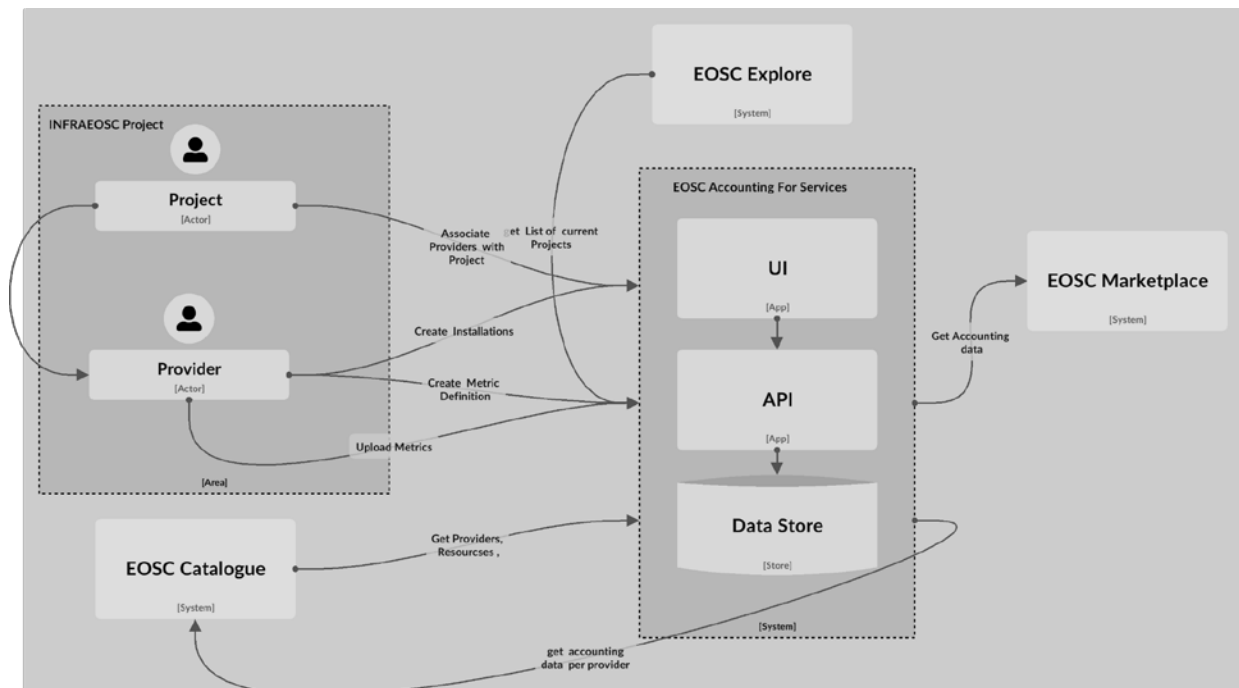 EOSC Explore
[System]
INFRAEOSC Project
Project
[Actor]
EOSC Accounting For Services
Associate
Providers with
Project
get List of current
Projects
UI
[App]
EOSC Marketplace
[System]
Create Installations
Get Accounting
data
Provider
[Actor]
Create Metric
Definition
API
[App]
Upload Metrics
[Area]
Data Store
[Store]
Get Providers,
Resourcses ,
EOSC Catalogue
[System]
[System]
get accounting
data per provider